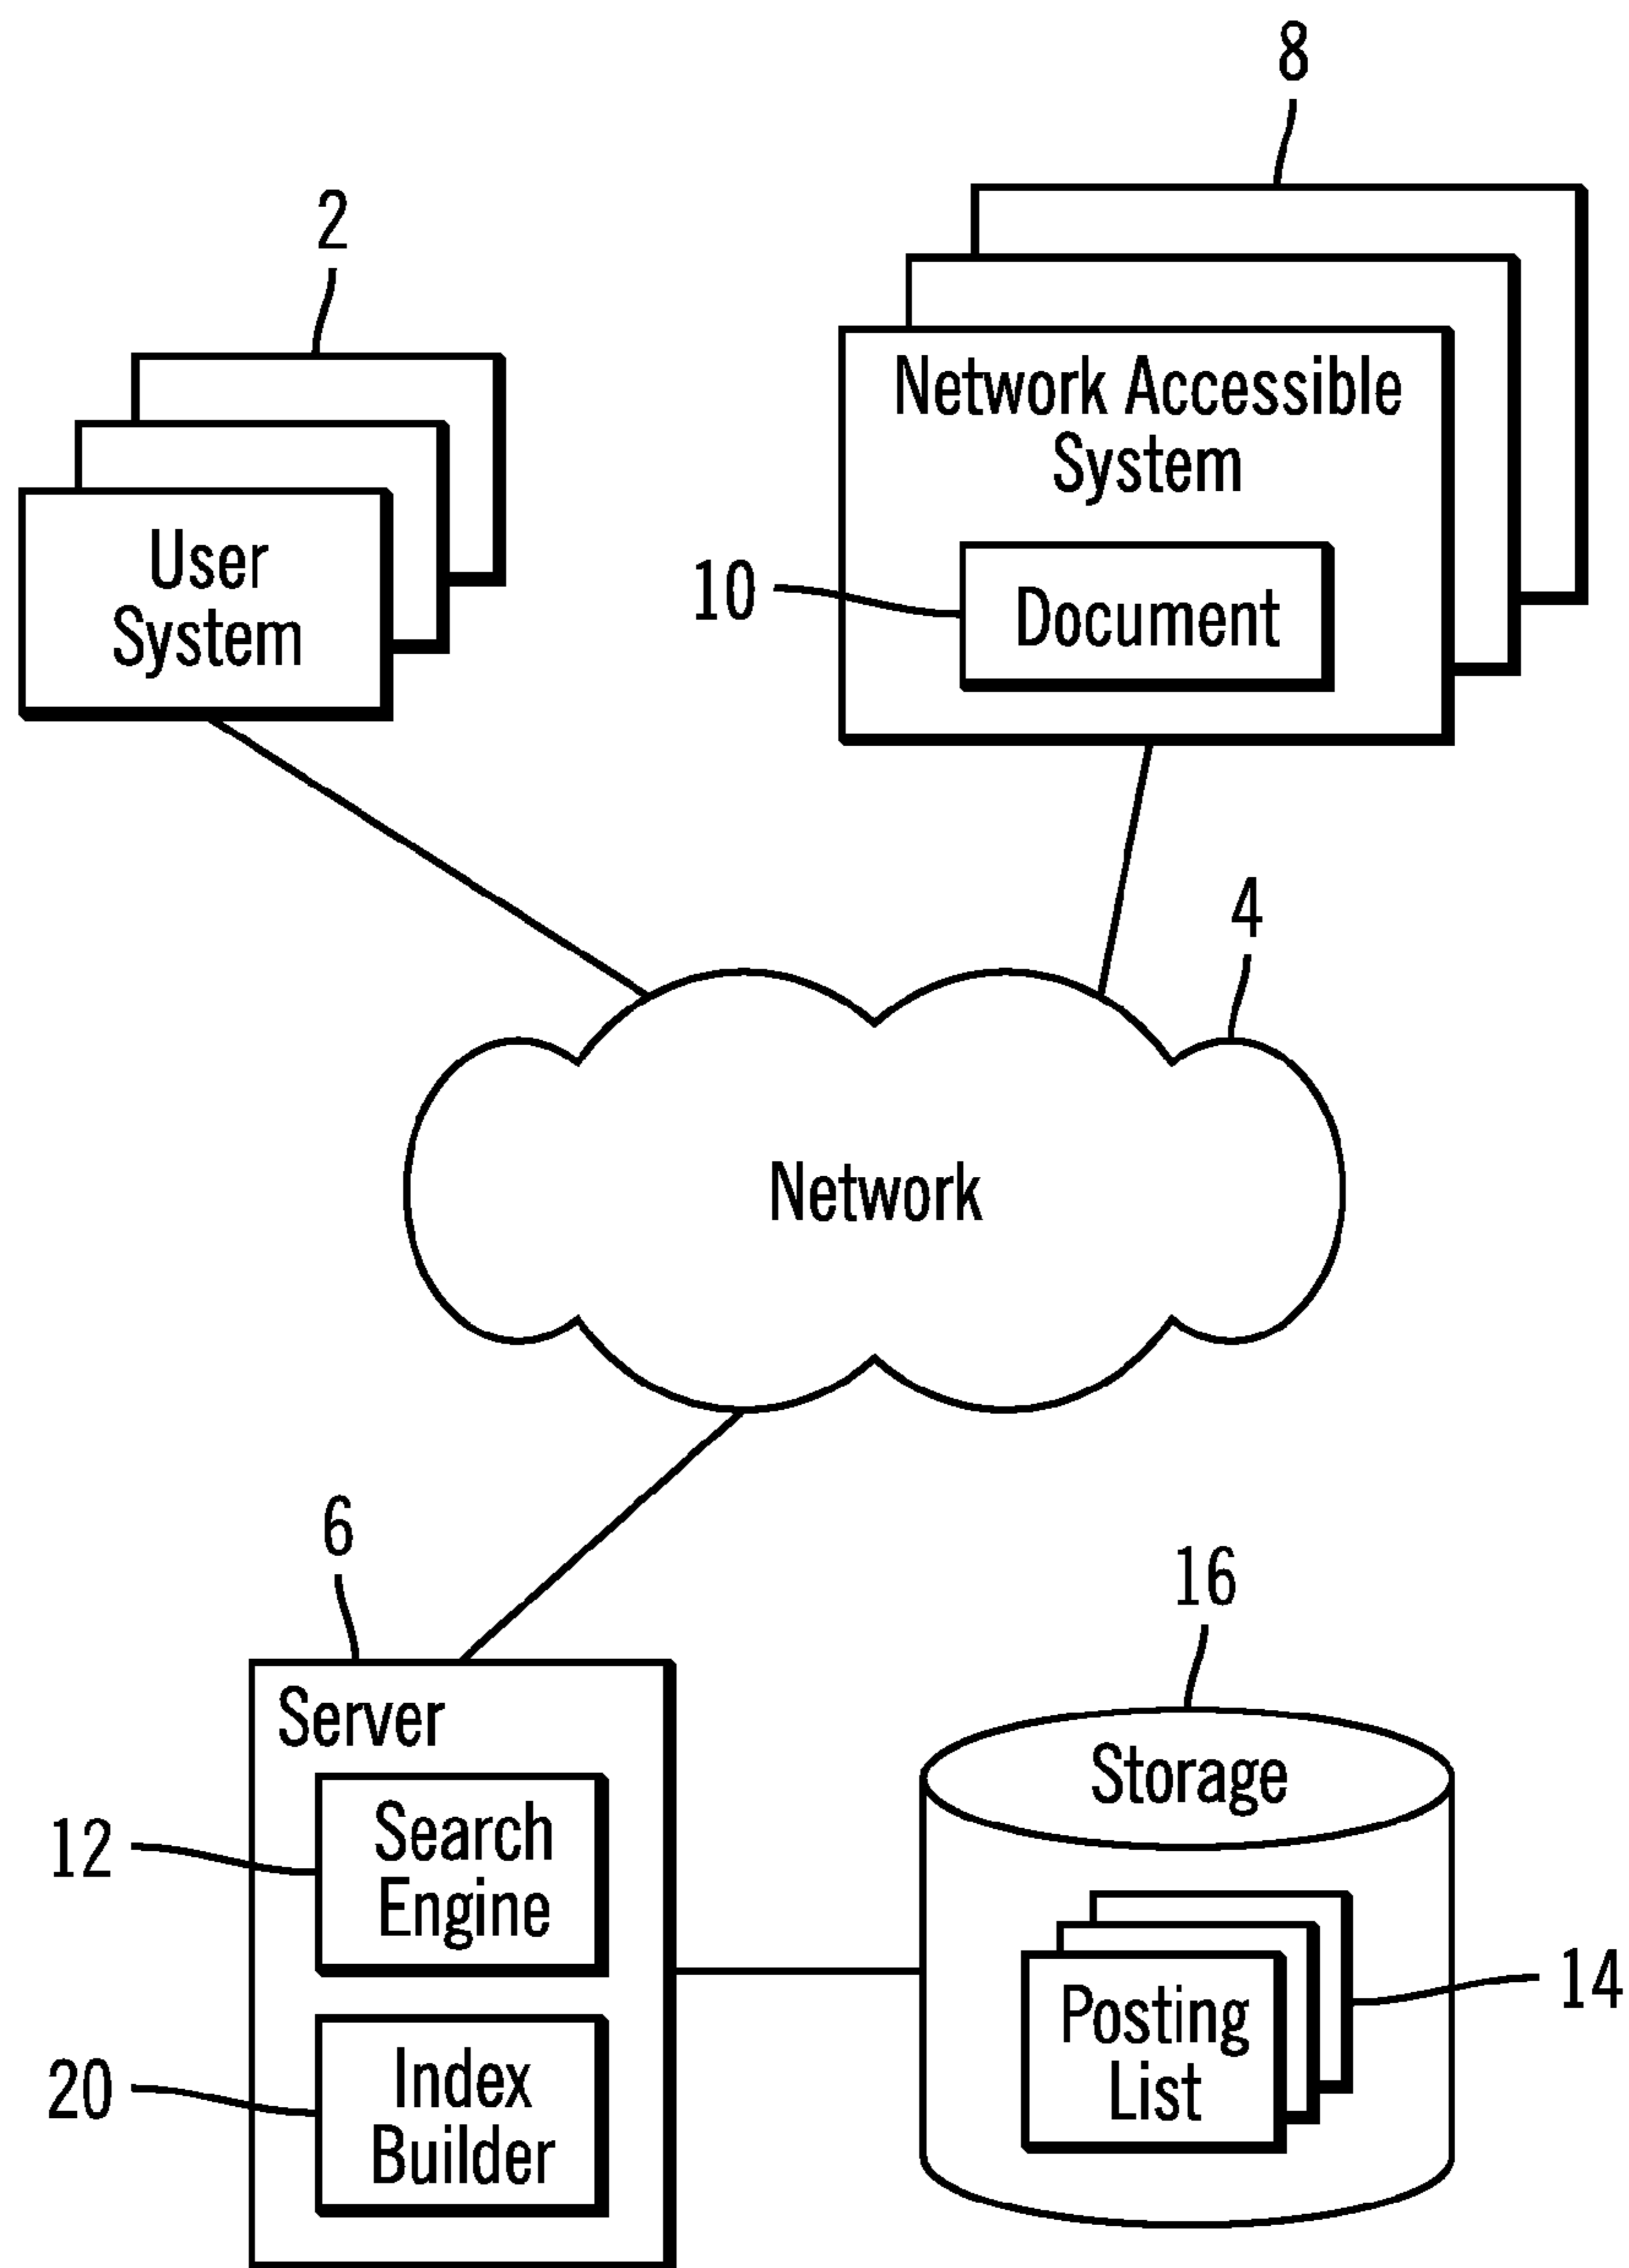 8
2
Network Accessible
System
User
System
10
Document
4
Network
6
16
Server
Storage
12
Search
Engine
14
Posting
List
20
Index
Builder